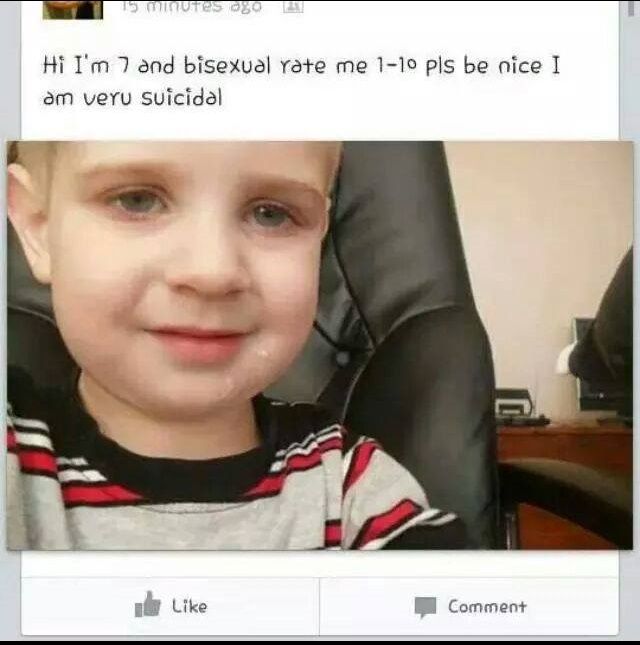 15 minutes ago
Hi I'm 7 and bisexual rate me 1-10 pls be nice I
am veru suicidal
Like
Comment